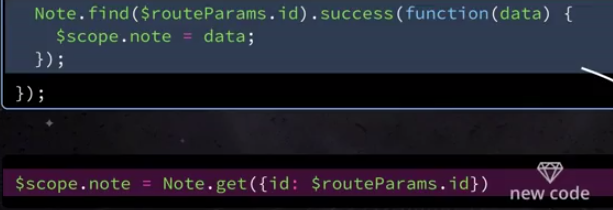 Note.find($routeParams.id).success(function(data) {
$scope.note = data;
});
});
$scope.note = Note.get({id: $routeParams.id})
new code